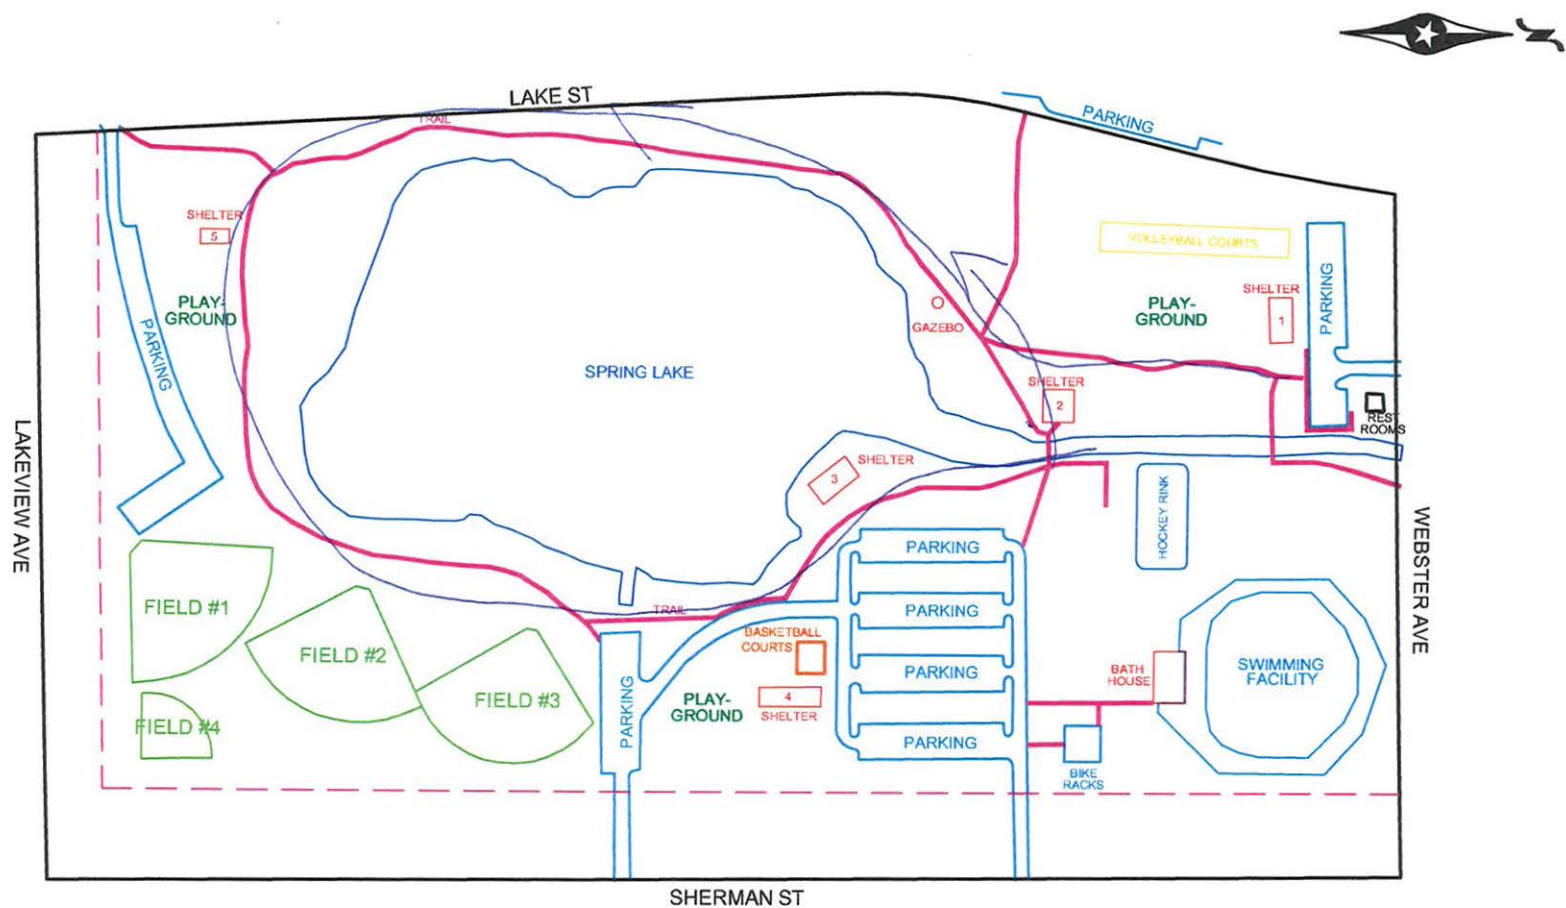 N
LAKE ST
PARKING
TRAIL
SHELTER
5
VOLLEYBALL COURTS
PLAY-
GROUND
PARKING
SHELTER
1
PLAY-
GROUND
PARKING
GAZEBO
SPRING LAKE
SHELTER
2
REST
ROOMS
LAKEVIEW AVE
SHELTER
3
HOCKEY RINK
WEBSTER AVE
PARKING
FIELD #1
TRAIL
PARKING
BASKETBALL
COURTS
FIELD #2
FIELD #3
FIELD #4
PARKING
PLAY-
GROUND
4
SHELTER
PARKING
PARKING
BATH
HOUSE
SWIMMING
FACILITY
BIKE
RACKS
SHERMAN ST